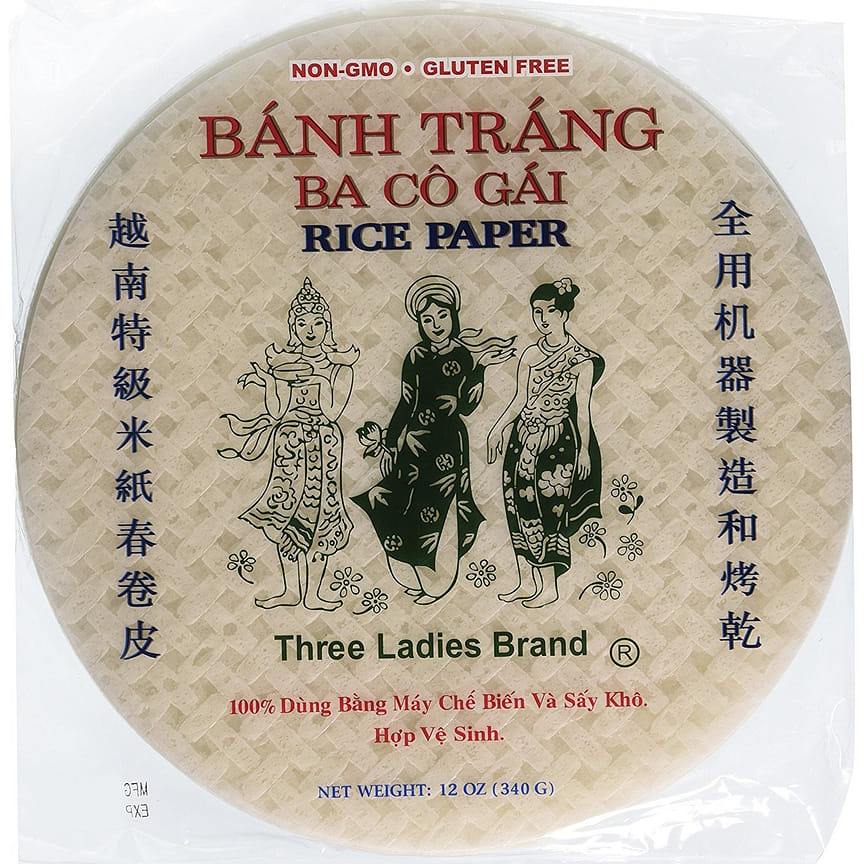 NON-GMO • GLUTEN FREE
BÁNH TRÁNG
BA CÔ GÁI
RICE PAPER
越南特級米紙春卷皮
全用机器製造和烤乾
Three Ladies Brand ®
100% Dùng Bằng Máy Chế Biến Và Sấy Khô.
Hợp Vệ Sinh.
NET WEIGHT: 12 OZ (340 G)
MFG
EXP